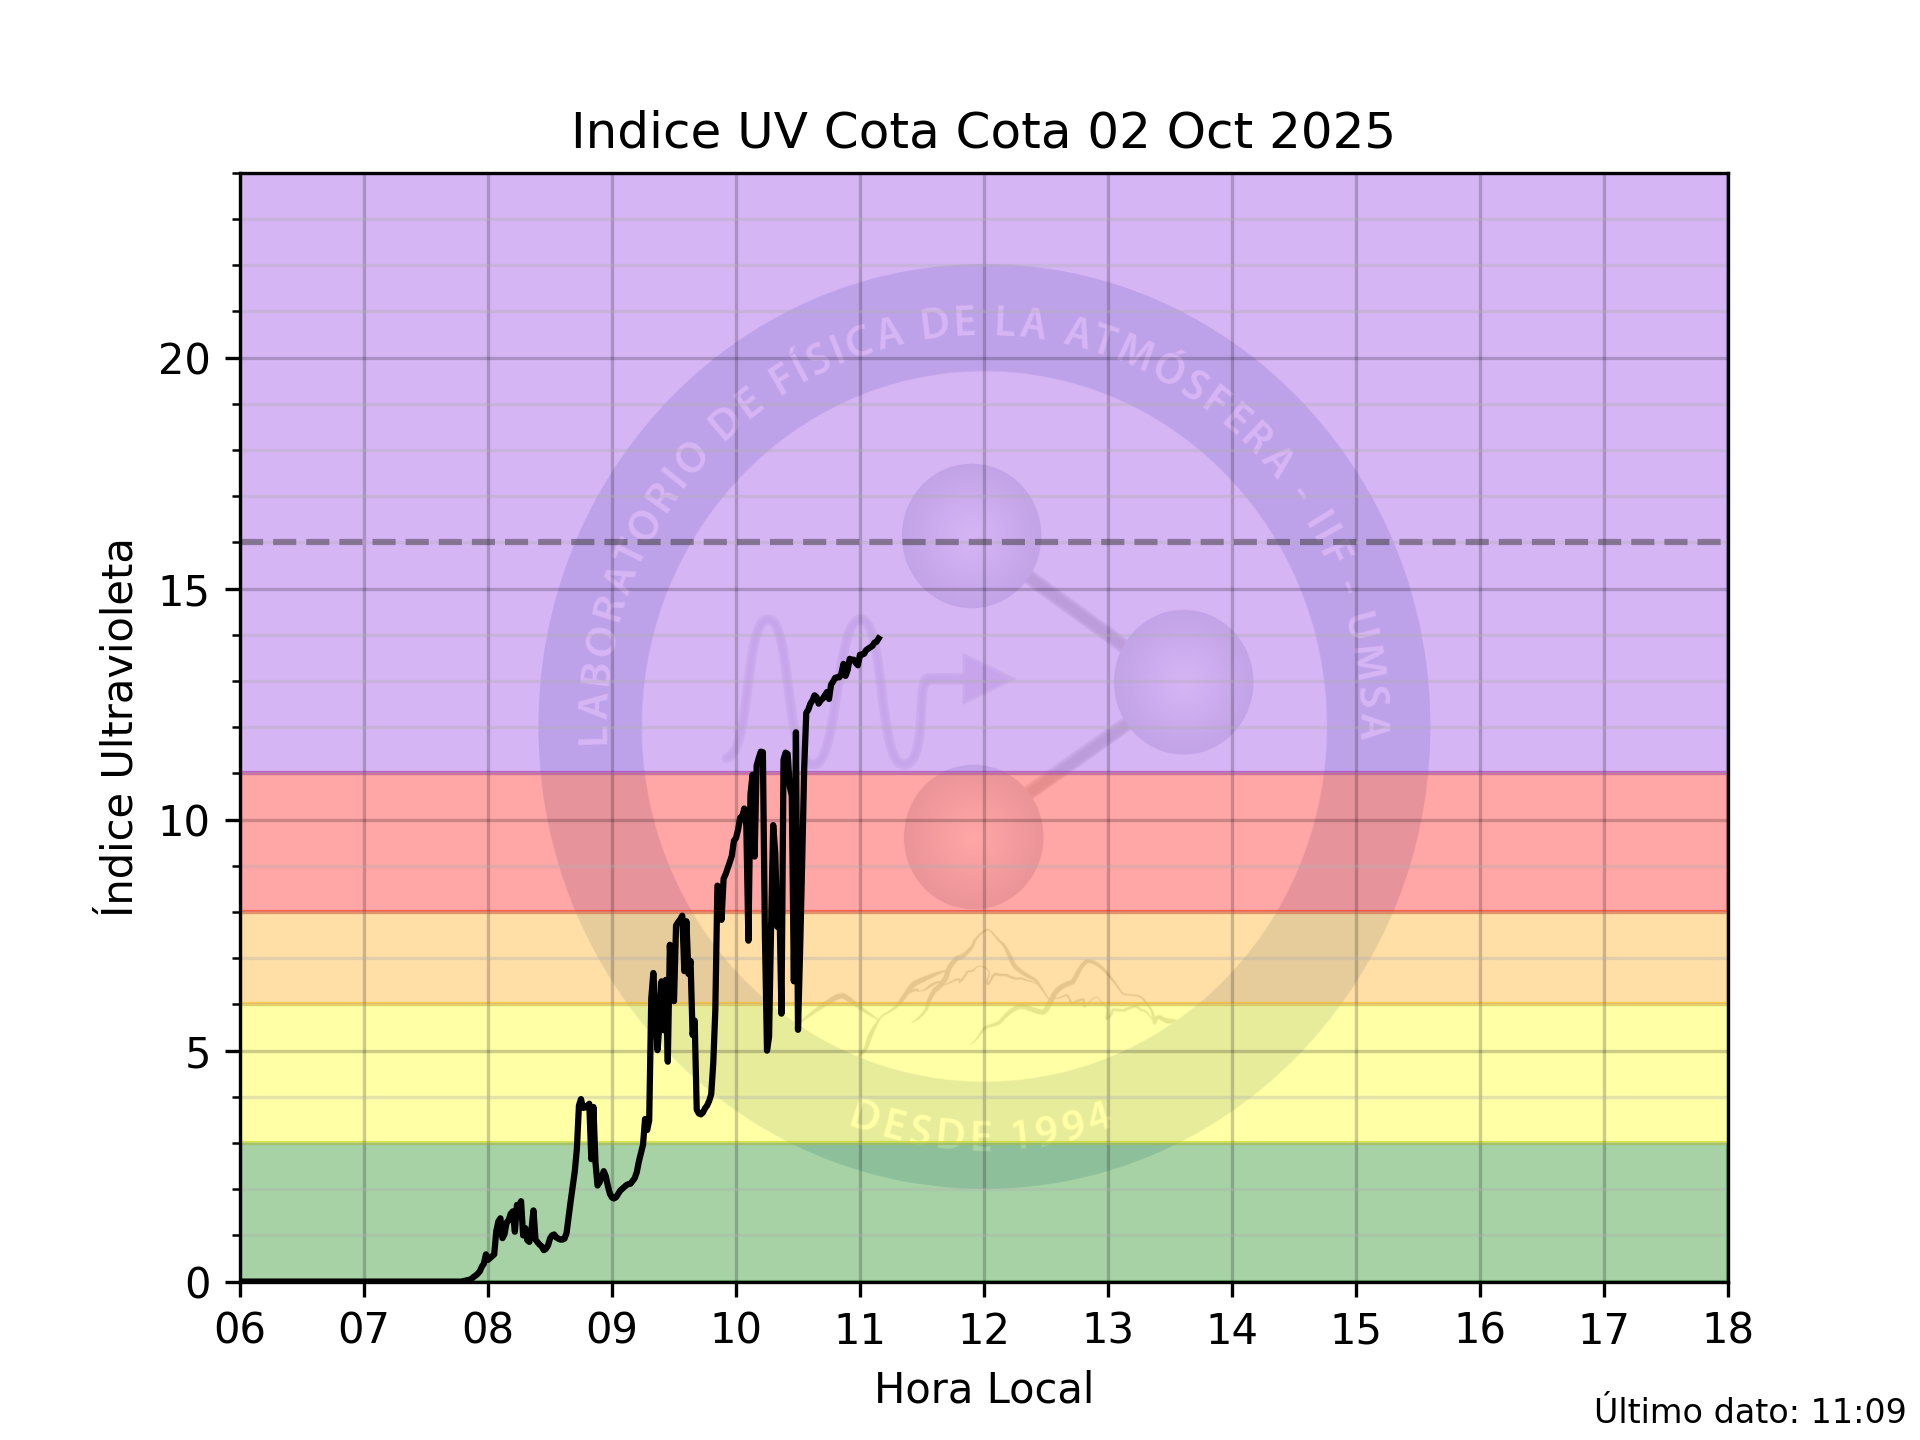 Indice UV Cota Cota 02 Oct 2025
LABORATORIO DE FÍSICA DE LA ATMÓSFERA - IIF - UMSA
DESDE 1994
Índice Ultravioleta
20
15
10
5
0
06 07 08 09 10 11 12 13 14 15 16 17 18
Hora Local
Último dato: 11:09